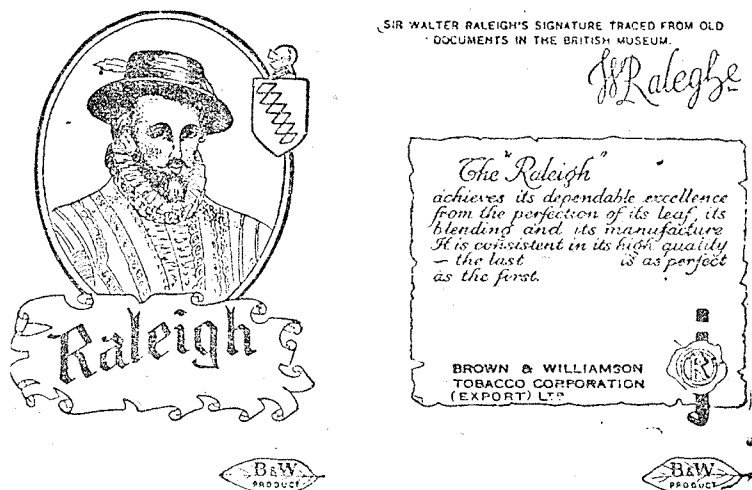 Raleigh
B&W
PRODUCT
SIR WALTER RALEIGH'S SIGNATURE TRACED FROM OLD
DOCUMENTS IN THE BRITISH MUSEUM.
WRaleghe
The "Raleigh"
achieves its dependable excellence
from the perfection of its leaf, its
blending and its manufacture
It is consistent in its high quality
— the last is as perfect
as the first.
BROWN & WILLIAMSON
TOBACCO CORPORATION
(EXPORT) LTD
B&W
PRODUCT